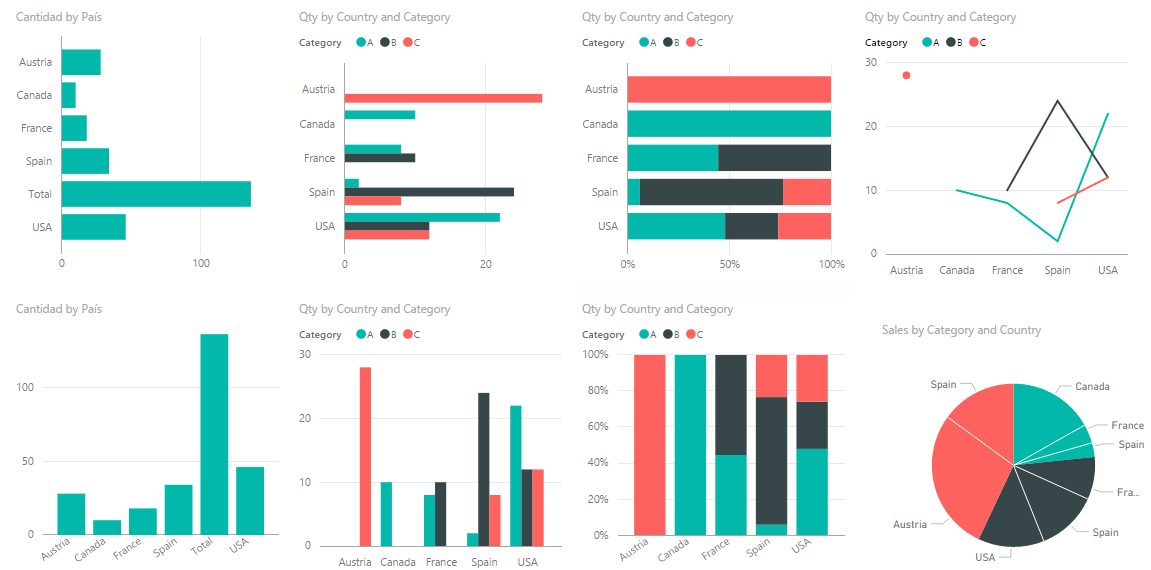 Cantidad by País
Austria
Canada
France
Spain
Total
USA
0 100
Qty by Country and Category
Category A B C
Austria
Canada
France
Spain
USA
0 20
Qty by Country and Category
Category A B C
Austria
Canada
France
Spain
USA
0% 50% 100%
Qty by Country and Category
Category A B C
30
20
10
0
Austria Canada France Spain USA
Cantidad by País
100
50
0
Austria Canada France Spain Total USA
Qty by Country and Category
Category A B C
30
20
10
0
Austria Canada France Spain USA
Qty by Country and Category
Category A B C
100%
80%
60%
40%
20%
0%
Austria Canada France Spain USA
Sales by Category and Country
Spain Canada
France
Spain
Fra...
Austria Spain
USA